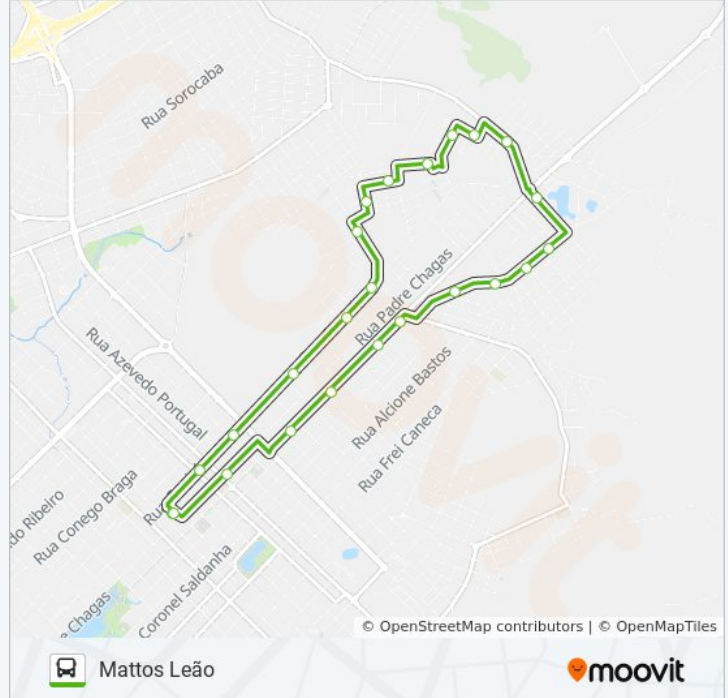 Rua Sorocaba
Rua Padre Chagas
Rua Azevedo Portugal
Rua Alcione Bastos
Rua Frei Caneca
Rua Conego Braga
do Ribeiro
Coronel Saldanha
Chagas
© OpenStreetMap contributors | © OpenMapTiles
Mattos Leão
moovit